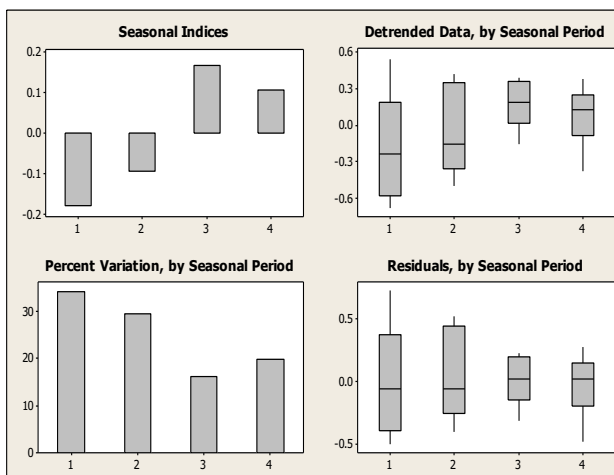 Seasonal Indices
0.2
0.1
0.0
-0.1
-0.2
1 2 3 4
Detrended Data, by Seasonal Period
0.6
0.3
0.0
-0.3
-0.6
1 2 3 4
Percent Variation, by Seasonal Period
30
20
10
0
1 2 3 4
Residuals, by Seasonal Period
0.5
0.0
-0.5
1 2 3 4